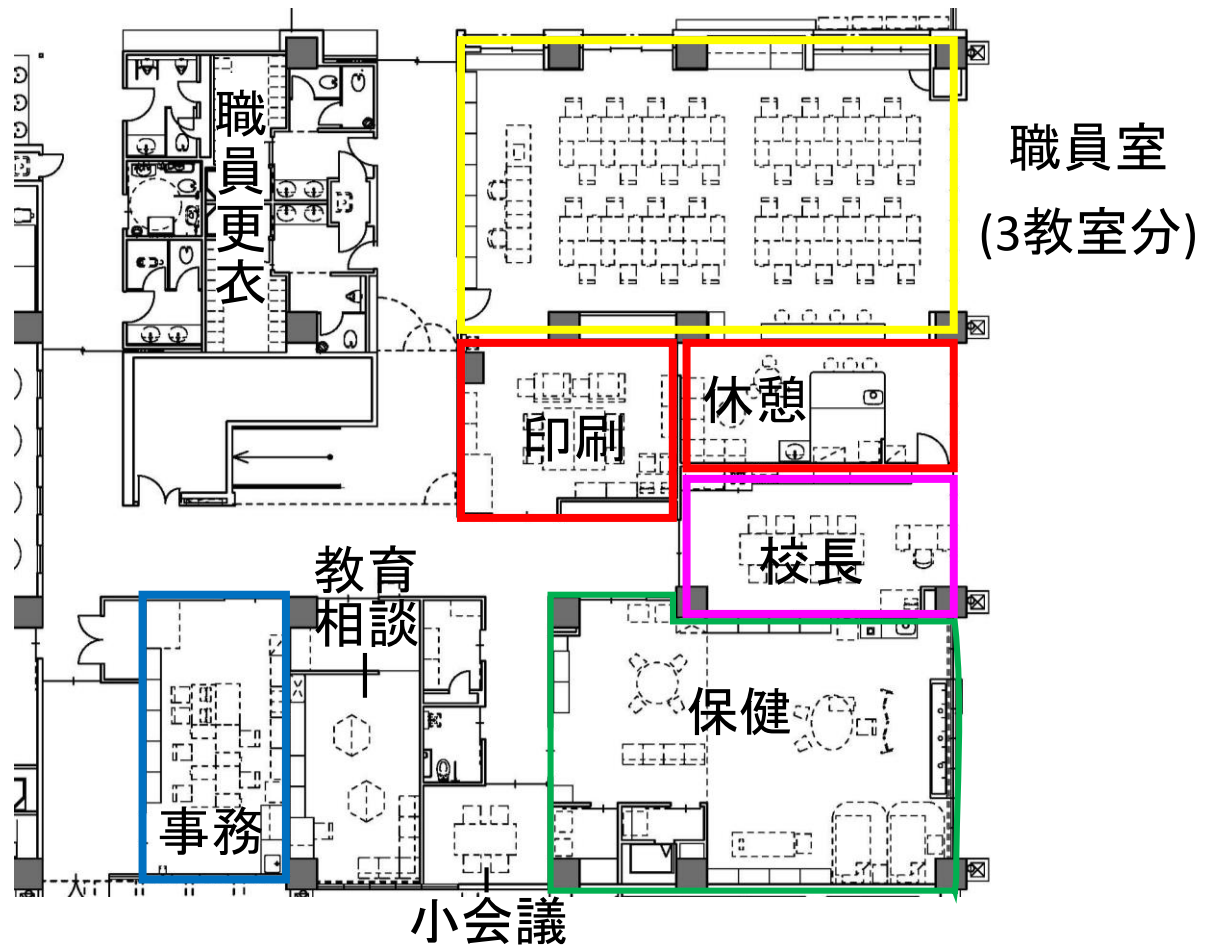 職員更衣
職員室
(3教室分)
休憩
印刷
校長
教育
相談
保健
事務
小会議